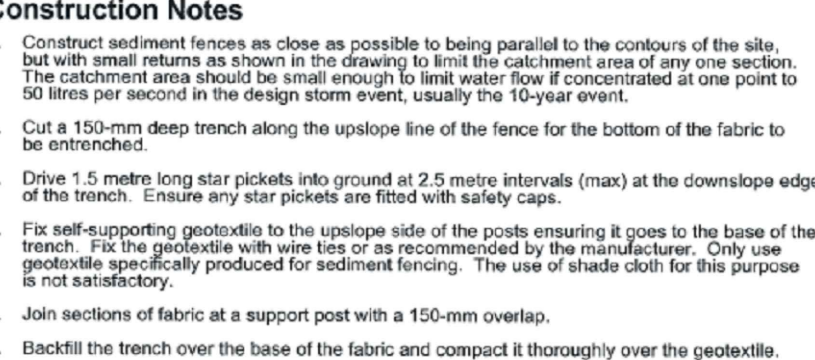 Construction Notes
Construct sediment fences as close as possible to being parallel to the contours of the site,
but with small returns as shown in the drawing to limit the catchment area of any one section.
The catchment area should be small enough to limit water flow if concentrated at one point to
50 litres per second in the design storm event, usually the 10-year event.
Cut a 150-mm deep trench along the upslope line of the fence for the bottom of the fabric to
be entrenched.
Drive 1.5 metre long star pickets into ground at 2.5 metre intervals (max) at the downslope edge
of the trench. Ensure any star pickets are fitted with safety caps.
Fix self-supporting geotextile to the upslope side of the posts ensuring it goes to the base of the
trench. Fix the geotextile with wire ties or as recommended by the manufacturer. Only use
geotextile specifically produced for sediment fencing. The use of shade cloth for this purpose
is not satisfactory.
Join sections of fabric at a support post with a 150-mm overlap.
Backfill the trench over the base of the fabric and compact it thoroughly over the geotextile.